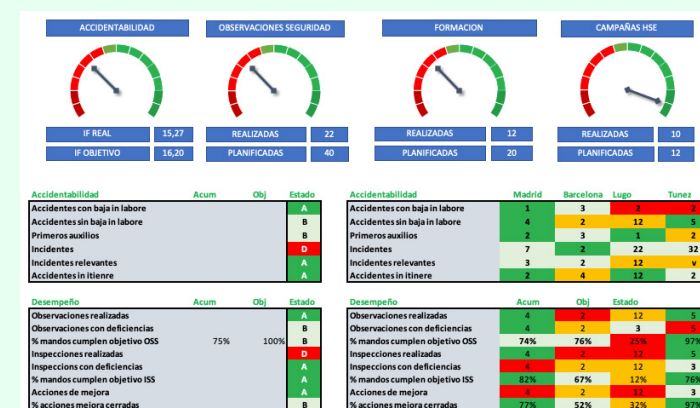 ACCIDENTABILIDAD OBSERVACIONES SEGURIDAD FORMACION CAMPAÑAS HSE
IF REAL 15,27 REALIZADAS 22 REALIZADAS 12 REALIZADAS 10
IF OBJETIVO 16,20 PLANIFICADAS 40 PLANIFICADAS 20 PLANIFICADAS 12
Accidentabilidad Acum Obj Estado
Accidentes con baja in labore A
Accidentes sin baja in labore B
Primeros auxilios B
Incidentes D
Incidentes relevantes A
Accidentes in itienre A
Accidentabilidad Madrid Barcelona Lugo Tunez
Accidentes con baja in labore 1 3 2 2
Accidentes sin baja in labore 4 2 12 5
Primeros auxilios 2 3 1 2
Incidentes 7 2 22 32
Incidentes relevantes 3 2 12 v
Accidentes in itinere 2 4 12 2
Desempeño Acum Obj Estado
Observaciones realizadas A
Observaciones con deficiencias B
% mandos cumplen objetivo OSS 75% 100% B
Inspecciones realizadas D
Inspeccions con deficiencias A
% mandos cumplen objetivo ISS A
Acciones de mejora A
% acciones mejora cerradas B
Desempeño Acum Obj Estado
Observaciones realizadas 4 2 12 5
Observaciones con deficiencias 4 2 3 5
% mandos cumplen objetivo OSS 74% 76% 25% 97%
Inspecciones realizadas 4 2 12 5
Inspeccions con deficiencias 4 2 12 3
% mandos cumplen objetivo ISS 82% 67% 12% 76%
Acciones de mejora 4 2 12 3
% acciones mejora cerradas 77% 52% 32% 97%